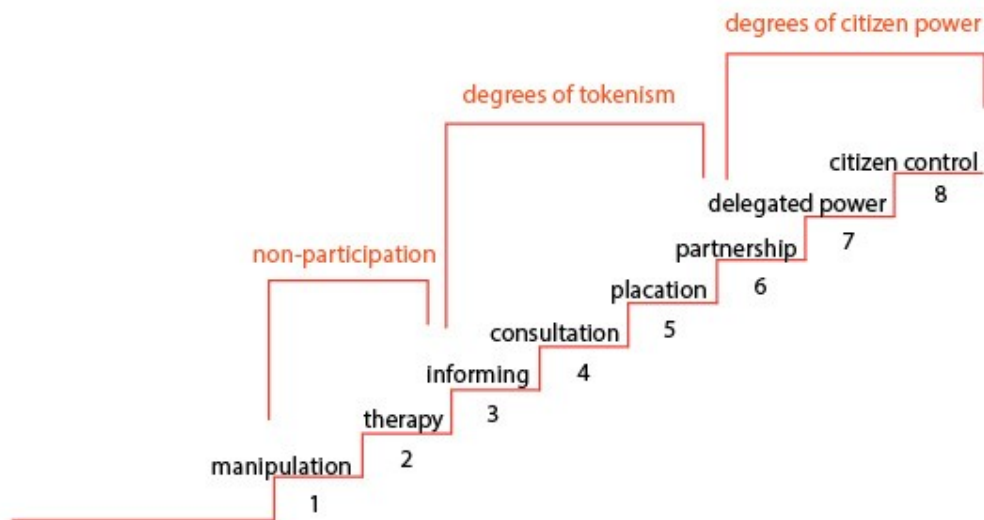 degrees of citizen power
degrees of tokenism
citizen control
8
delegated power
7
non-participation
partnership
6
placation
5
consultation
4
informing
3
therapy
2
manipulation
1